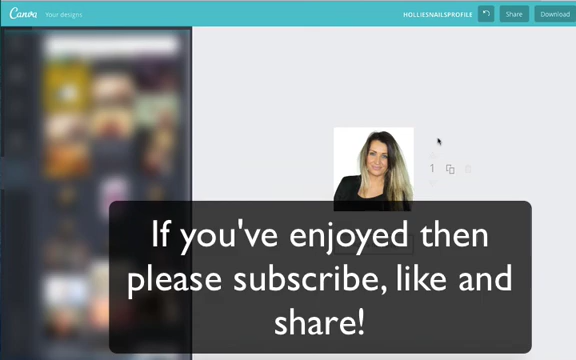 Canva Your designs HOLLIESNAILSPROFILE Share Download
1
If you've enjoyed then
please subscribe, like and
share!